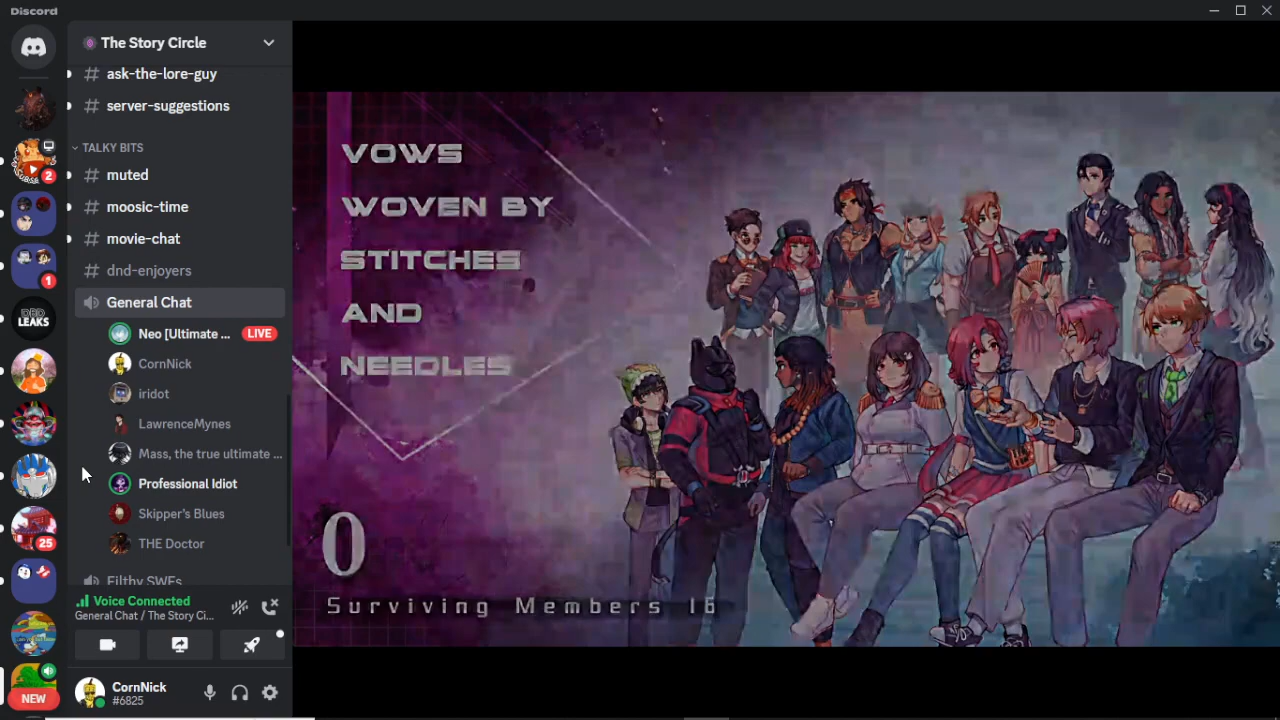 Discord
The Story Circle
# ask-the-lore-guy
# server-suggestions
TALKY BITS
# muted
# moosic-time
# movie-chat
# dnd-enjoyers
General Chat
Neo [Ultimate ... LIVE
CornNick
iridot
LawrenceMynes
Mass, the true ultimate ...
Professional Idiot
Skipper's Blues
THE Doctor
Filthy SWFs
Voice Connected
General Chat / The Story Ci...
CornNick
#6825
2
1
LEAKS
25
NEW
VOWS
WOVEN BY
STITCHES
AND
NEEDLES
0
Surviving Members 16